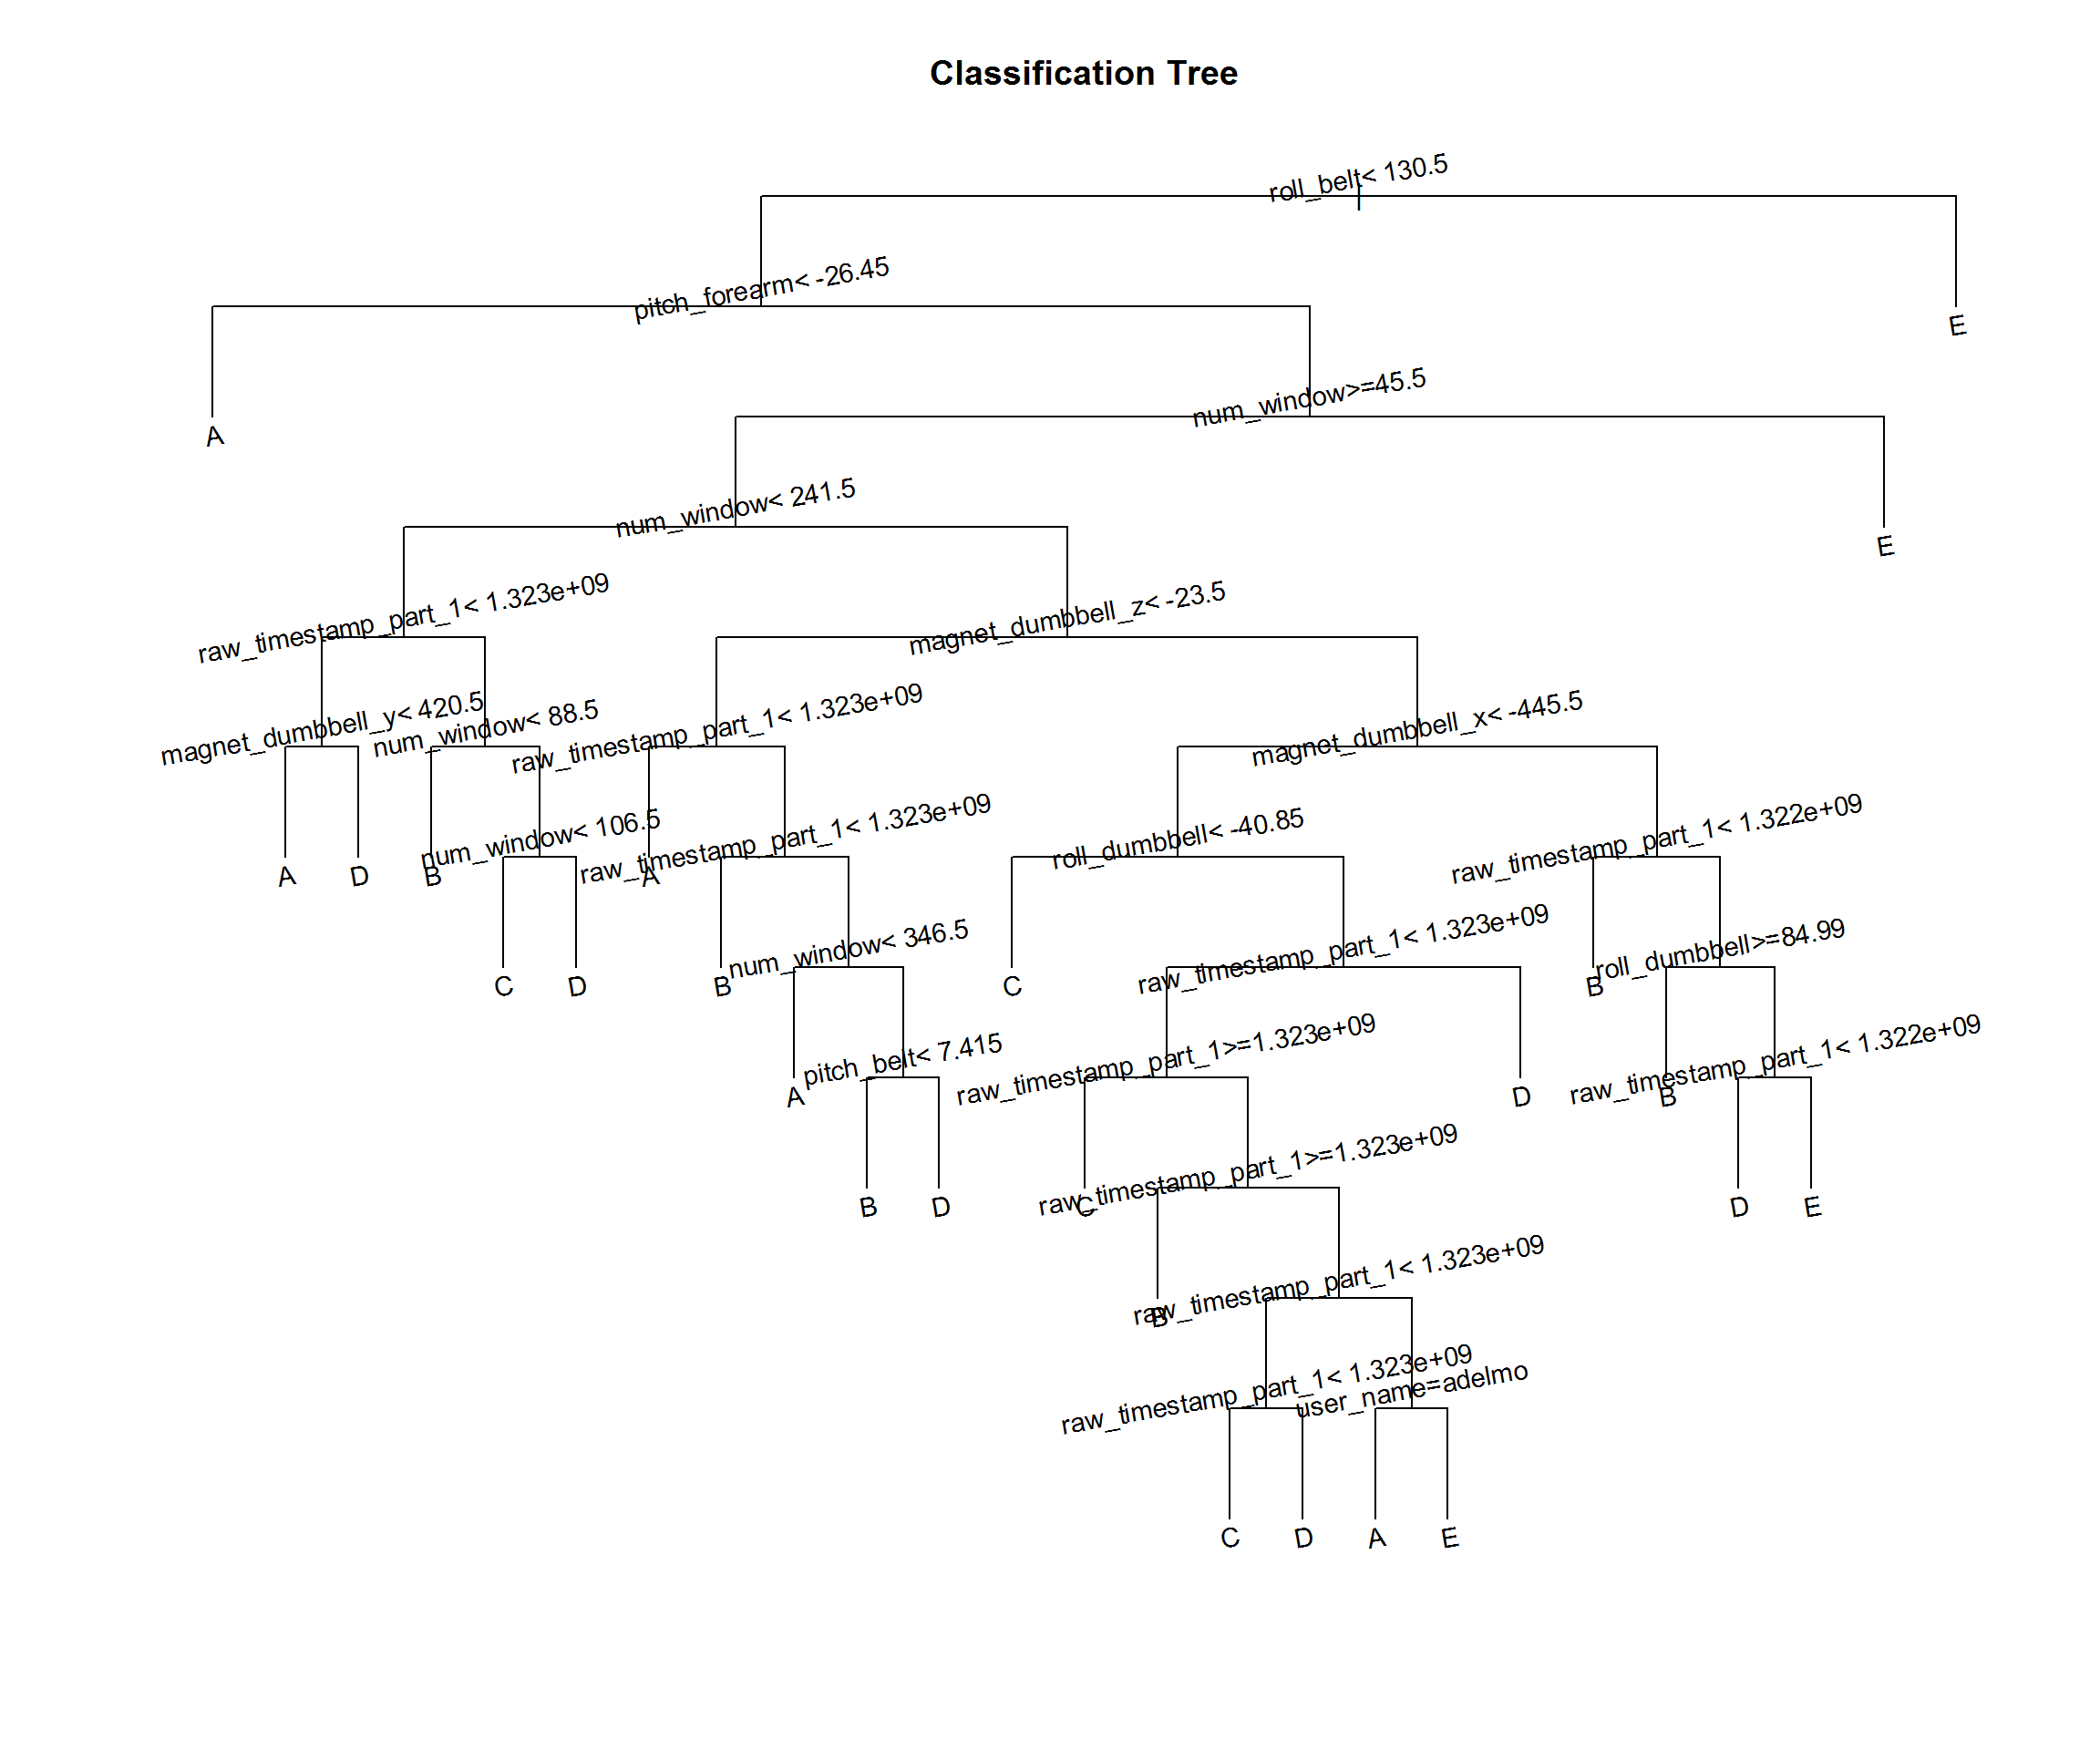 Classification Tree
roll_belt< 130.5
pitch_forearm< -26.45
E
num_window>=45.5
A
num_window< 241.5
E
raw_timestamp_part_1< 1.323e+09
magnet_dumbbell_z< -23.5
magnet_dumbbell_y< 420.5
num_window< 88.5
raw_timestamp_part_1< 1.323e+09
magnet_dumbbell_x< -445.5
A
D
B
num_window< 106.5
A
raw_timestamp_part_1< 1.323e+09
roll_dumbbell< -40.85
raw_timestamp_part_1< 1.322e+09
C
D
B
num_window< 346.5
C
raw_timestamp_part_1< 1.323e+09
B
roll_dumbbell>=84.99
A
pitch_belt< 7.415
raw_timestamp_part_1>=1.323e+09
D
B
raw_timestamp_part_1< 1.322e+09
B
D
C
raw_timestamp_part_1>=1.323e+09
D
E
B
raw_timestamp_part_1< 1.323e+09
raw_timestamp_part_1< 1.323e+09
user_name=adelmo
C
D
A
E